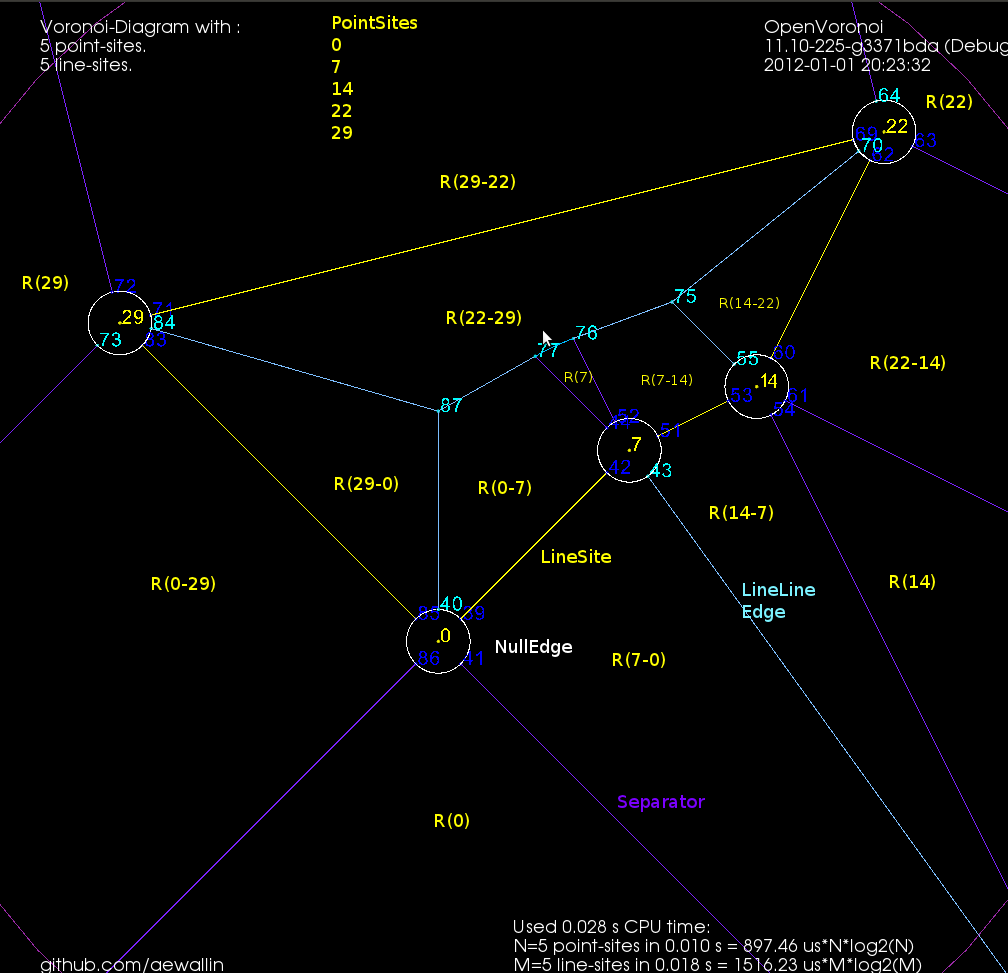 Voronoi-Diagram with :
5 point-sites.
5 line-sites.
PointSites
0
7
14
22
29
OpenVoronoi
11.10-225-g3371bda (Debug
2012-01-01 20:23:32
64
R(22)
22
69
70
62
63
R(29-22)
R(29)
72
71
29
84
73
83
R(22-29)
75
R(14-22)
76
77
55
60
R(22-14)
R(7)
R(7-14)
14
53
61
54
87
52
51
7
42
43
R(29-0)
R(0-7)
R(14-7)
LineSite
R(0-29)
R(14)
LineLine
Edge
85
40
39
0
NullEdge
86
41
R(7-0)
Separator
R(0)
Used 0.028 s CPU time:
N=5 point-sites in 0.010 s = 897.46 us*N*log2(N)
M=5 line-sites in 0.018 s = 1516.23 us*M*log2(M)
github.com/aewallin